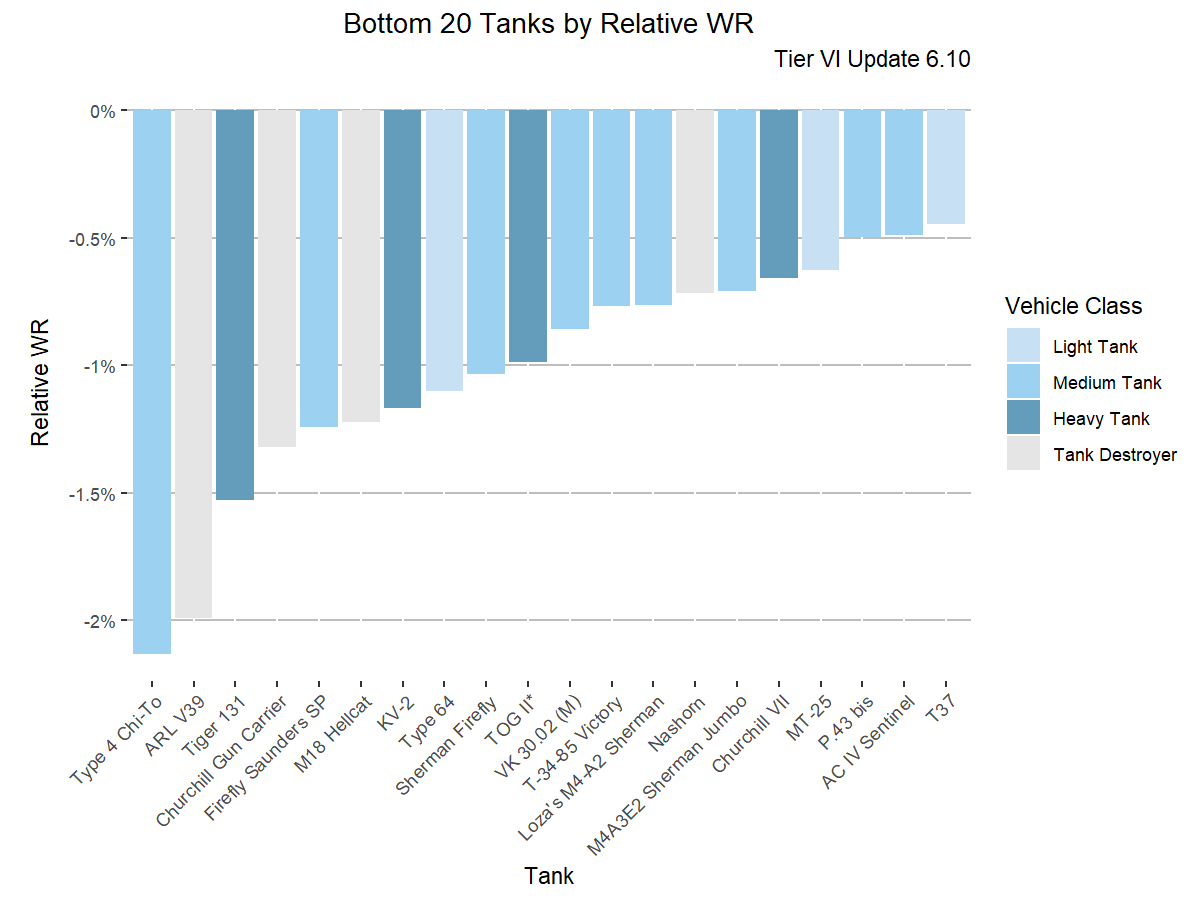 Bottom 20 Tanks by Relative WR
Tier VI Update 6.10
0%
-0.5%
-1%
-1.5%
-2%
Relative WR
Type 4 Chi-To
ARL V39
Tiger 131
Churchill Gun Carrier
Firefly Saunders SP
M18 Hellcat
KV-2
Type 64
Sherman Firefly
TOG II*
VK 30.02 (M)
T-34-85 Victory
Loza's M4-A2 Sherman
Nashorn
M4A3E2 Sherman Jumbo
Churchill VII
MT-25
P.43 bis
AC IV Sentinel
T37
Tank
Vehicle Class
Light Tank
Medium Tank
Heavy Tank
Tank Destroyer